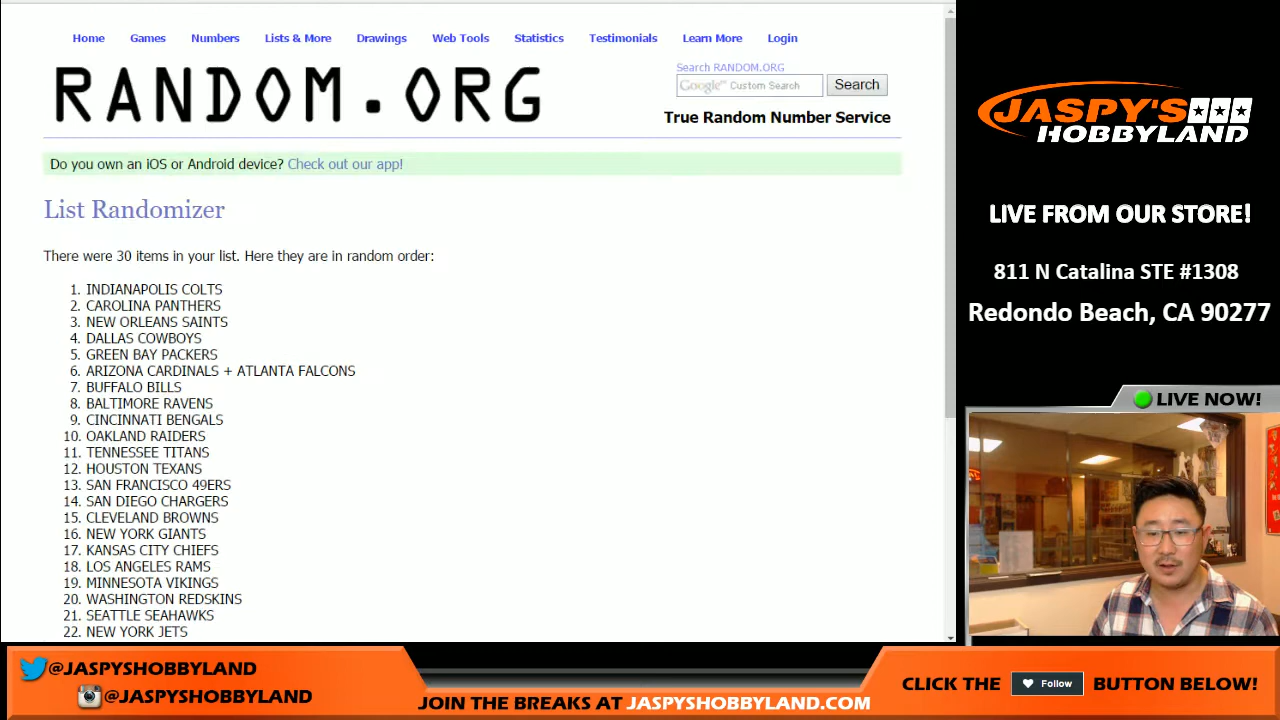 Home Games Numbers Lists & More Drawings Web Tools Statistics Testimonials Learn More Login
RANDOM.ORG
Search RANDOM.ORG
Google™ Custom Search Search
True Random Number Service
Do you own an iOS or Android device? Check out our app!
List Randomizer
There were 30 items in your list. Here they are in random order:
1. INDIANAPOLIS COLTS
2. CAROLINA PANTHERS
3. NEW ORLEANS SAINTS
4. DALLAS COWBOYS
5. GREEN BAY PACKERS
6. ARIZONA CARDINALS + ATLANTA FALCONS
7. BUFFALO BILLS
8. BALTIMORE RAVENS
9. CINCINNATI BENGALS
10. OAKLAND RAIDERS
11. TENNESSEE TITANS
12. HOUSTON TEXANS
13. SAN FRANCISCO 49ERS
14. SAN DIEGO CHARGERS
15. CLEVELAND BROWNS
16. NEW YORK GIANTS
17. KANSAS CITY CHIEFS
18. LOS ANGELES RAMS
19. MINNESOTA VIKINGS
20. WASHINGTON REDSKINS
21. SEATTLE SEAHAWKS
22. NEW YORK JETS
JASPY'S
HOBBYLAND
LIVE FROM OUR STORE!
811 N Catalina STE #1308
Redondo Beach, CA 90277
LIVE NOW!
@JASPYSHOBBYLAND
@JASPYSHOBBYLAND
JOIN THE BREAKS AT JASPYSHOBBYLAND.COM
CLICK THE Follow BUTTON BELOW!